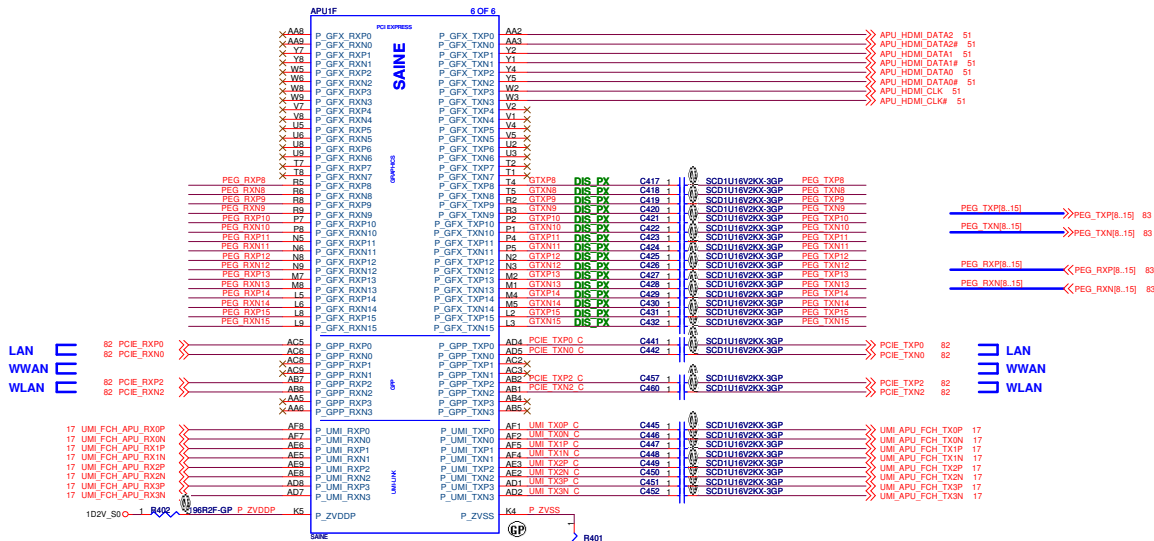 APU1F 6 OF 6
PCI EXPRESS
SAINE
GRAPHICS
AA8 P_GFX_RXP0 P_GFX_TXP0 AA2 APU_HDMI_DATA2 51
AA9 P_GFX_RXN0 P_GFX_TXN0 AA3 APU_HDMI_DATA2# 51
Y7 P_GFX_RXP1 P_GFX_TXP1 Y2 APU_HDMI_DATA1 51
Y8 P_GFX_RXN1 P_GFX_TXN1 Y1 APU_HDMI_DATA1# 51
W5 P_GFX_RXP2 P_GFX_TXP2 Y4 APU_HDMI_DATA0 51
W6 P_GFX_RXN2 P_GFX_TXN2 Y5 APU_HDMI_DATA0# 51
W8 P_GFX_RXP3 P_GFX_TXP3 W2 APU_HDMI_CLK 51
W9 P_GFX_RXN3 P_GFX_TXN3 W3 APU_HDMI_CLK# 51
V7 P_GFX_RXP4 P_GFX_TXP4 V2
V8 P_GFX_RXN4 P_GFX_TXN4 V1
U5 P_GFX_RXP5 P_GFX_TXP5 V4
U6 P_GFX_RXN5 P_GFX_TXN5 V5
U8 P_GFX_RXP6 P_GFX_TXP6 U2
U9 P_GFX_RXN6 P_GFX_TXN6 U3
T7 P_GFX_RXP7 P_GFX_TXP7 T2
T8 P_GFX_RXN7 P_GFX_TXN7 T1
PEG_RXP8 R5 P_GFX_RXP8 P_GFX_TXP8 T4 GTXP8 DIS_PX C417 1 SCD1U16V2KX-3GP PEG_TXP8
PEG_RXN8 R6 P_GFX_RXN8 P_GFX_TXN8 T5 GTXN8 DIS_PX C418 1 SCD1U16V2KX-3GP PEG_TXN8
PEG_RXP9 R8 P_GFX_RXP9 P_GFX_TXP9 R2 GTXP9 DIS_PX C419 1 SCD1U16V2KX-3GP PEG_TXP9
PEG_RXN9 R9 P_GFX_RXN9 P_GFX_TXN9 R3 GTXN9 DIS_PX C420 1 SCD1U16V2KX-3GP PEG_TXN9 PEG_TXP[8..15] PEG_TXP[8..15] 83
PEG_RXP10 P7 P_GFX_RXP10 P_GFX_TXP10 P2 GTXP10 DIS_PX C421 1 SCD1U16V2KX-3GP PEG_TXP10
PEG_RXN10 P8 P_GFX_RXN10 P_GFX_TXN10 P1 GTXN10 DIS_PX C422 1 SCD1U16V2KX-3GP PEG_TXN10 PEG_TXN[8..15] PEG_TXN[8..15] 83
PEG_RXP11 N5 P_GFX_RXP11 P_GFX_TXP11 P4 GTXP11 DIS_PX C423 1 SCD1U16V2KX-3GP PEG_TXP11
PEG_RXN11 N6 P_GFX_RXN11 P_GFX_TXN11 P5 GTXN11 DIS_PX C424 1 SCD1U16V2KX-3GP PEG_TXN11
PEG_RXP12 N8 P_GFX_RXP12 P_GFX_TXP12 N2 GTXP12 DIS_PX C425 1 SCD1U16V2KX-3GP PEG_TXP12
PEG_RXN12 N9 P_GFX_RXN12 P_GFX_TXN12 N3 GTXN12 DIS_PX C426 1 SCD1U16V2KX-3GP PEG_TXN12 PEG_RXP[8..15] PEG_RXP[8..15] 83
PEG_RXP13 M7 P_GFX_RXP13 P_GFX_TXP13 M2 GTXP13 DIS_PX C427 1 SCD1U16V2KX-3GP PEG_TXP13
PEG_RXN13 M8 P_GFX_RXN13 P_GFX_TXN13 M1 GTXN13 DIS_PX C428 1 SCD1U16V2KX-3GP PEG_TXN13 PEG_RXN[8..15] PEG_RXN[8..15] 83
PEG_RXP14 L5 P_GFX_RXP14 P_GFX_TXP14 M4 GTXP14 DIS_PX C429 1 SCD1U16V2KX-3GP PEG_TXP14
PEG_RXN14 L6 P_GFX_RXN14 P_GFX_TXN14 M5 GTXN14 DIS_PX C430 1 SCD1U16V2KX-3GP PEG_TXN14
PEG_RXP15 L8 P_GFX_RXP15 P_GFX_TXP15 L2 GTXP15 DIS_PX C431 1 SCD1U16V2KX-3GP PEG_TXP15
PEG_RXN15 L9 P_GFX_RXN15 P_GFX_TXN15 L3 GTXN15 DIS_PX C432 1 SCD1U16V2KX-3GP PEG_TXN15
LAN 82 PCIE_RXP0 AC5 P_GPP_RXP0 P_GPP_TXP0 AD4 PCIE_TXP0_C C441 1 SCD1U16V2KX-3GP PCIE_TXP0 82 LAN
82 PCIE_RXN0 AC6 P_GPP_RXN0 P_GPP_TXN0 AD5 PCIE_TXN0_C C442 1 SCD1U16V2KX-3GP PCIE_TXN0 82
WWAN AC8 P_GPP_RXP1 P_GPP_TXP1 AC2 WWAN
AC9 P_GPP_RXN1 P_GPP_TXN1 AC3
WLAN 82 PCIE_RXP2 AB7 P_GPP_RXP2 P_GPP_TXP2 AB2 PCIE_TXP2_C C457 1 SCD1U16V2KX-3GP PCIE_TXP2 82 WLAN
82 PCIE_RXN2 AB8 P_GPP_RXN2 P_GPP_TXN2 AB1 PCIE_TXN2_C C460 1 SCD1U16V2KX-3GP PCIE_TXN2 82
GPP
AA5 P_GPP_RXP3 P_GPP_TXP3 AB4
AA6 P_GPP_RXN3 P_GPP_TXN3 AB5
17 UMI_FCH_APU_RX0P AF8 P_UMI_RXP0 P_UMI_TXP0 AF1 UMI_TX0P_C C445 1 SCD1U16V2KX-3GP UMI_APU_FCH_TX0P 17
17 UMI_FCH_APU_RX0N AF7 P_UMI_RXN0 P_UMI_TXN0 AF2 UMI_TX0N_C C446 1 SCD1U16V2KX-3GP UMI_APU_FCH_TX0N 17
17 UMI_FCH_APU_RX1P AE6 P_UMI_RXP1 P_UMI_TXP1 AF5 UMI_TX1P_C C447 1 SCD1U16V2KX-3GP UMI_APU_FCH_TX1P 17
17 UMI_FCH_APU_RX1N AE5 P_UMI_RXN1 P_UMI_TXN1 AF4 UMI_TX1N_C C448 1 SCD1U16V2KX-3GP UMI_APU_FCH_TX1N 17
17 UMI_FCH_APU_RX2P AE9 P_UMI_RXP2 P_UMI_TXP2 AE3 UMI_TX2P_C C449 1 SCD1U16V2KX-3GP UMI_APU_FCH_TX2P 17
17 UMI_FCH_APU_RX2N AE8 P_UMI_RXN2 P_UMI_TXN2 AE2 UMI_TX2N_C C450 1 SCD1U16V2KX-3GP UMI_APU_FCH_TX2N 17
17 UMI_FCH_APU_RX3P AD8 P_UMI_RXP3 P_UMI_TXP3 AD1 UMI_TX3P_C C451 1 SCD1U16V2KX-3GP UMI_APU_FCH_TX3P 17
17 UMI_FCH_APU_RX3N AD7 P_UMI_RXN3 P_UMI_TXN3 AD2 UMI_TX3N_C C452 1 SCD1U16V2KX-3GP UMI_APU_FCH_TX3N 17
UMI-LINK
1D2V_S0 1 R402 196R2F-GP P_ZVDDP K5 P_ZVDDP P_ZVSS K4 P_ZVSS
GP
1
SAINE R401